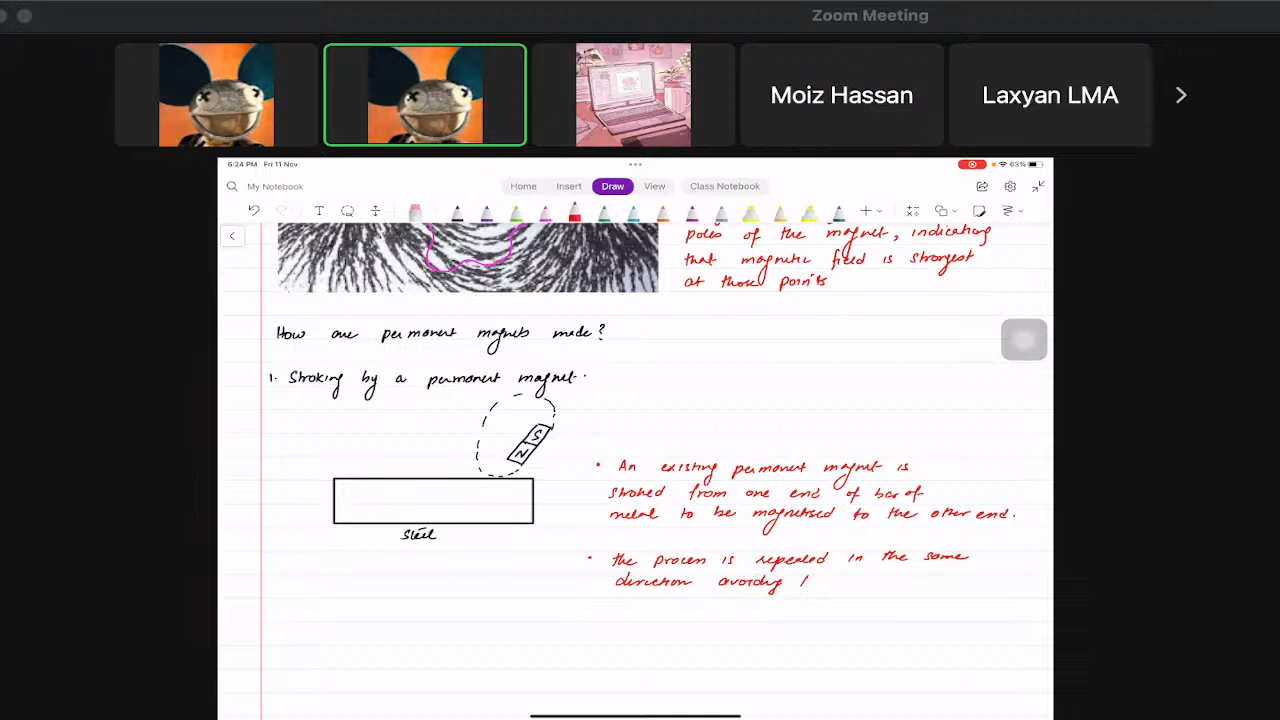 Zoom Meeting
Moiz Hassan
Laxyan LMA
6:24 PM Fri 11 Nov
63%
My Notebook
Home Insert Draw View Class Notebook
poles of the magnet, indicating
that magnetic field is strongest
at those points
How are permanent magnets made?
1. Stroking by a permanent magnet.
S
N
steel
• An existing permanent magnet is
stroked from one end of bar of
metal to be magnetised to the other end.
• the process is repeated in the same
direction avoiding